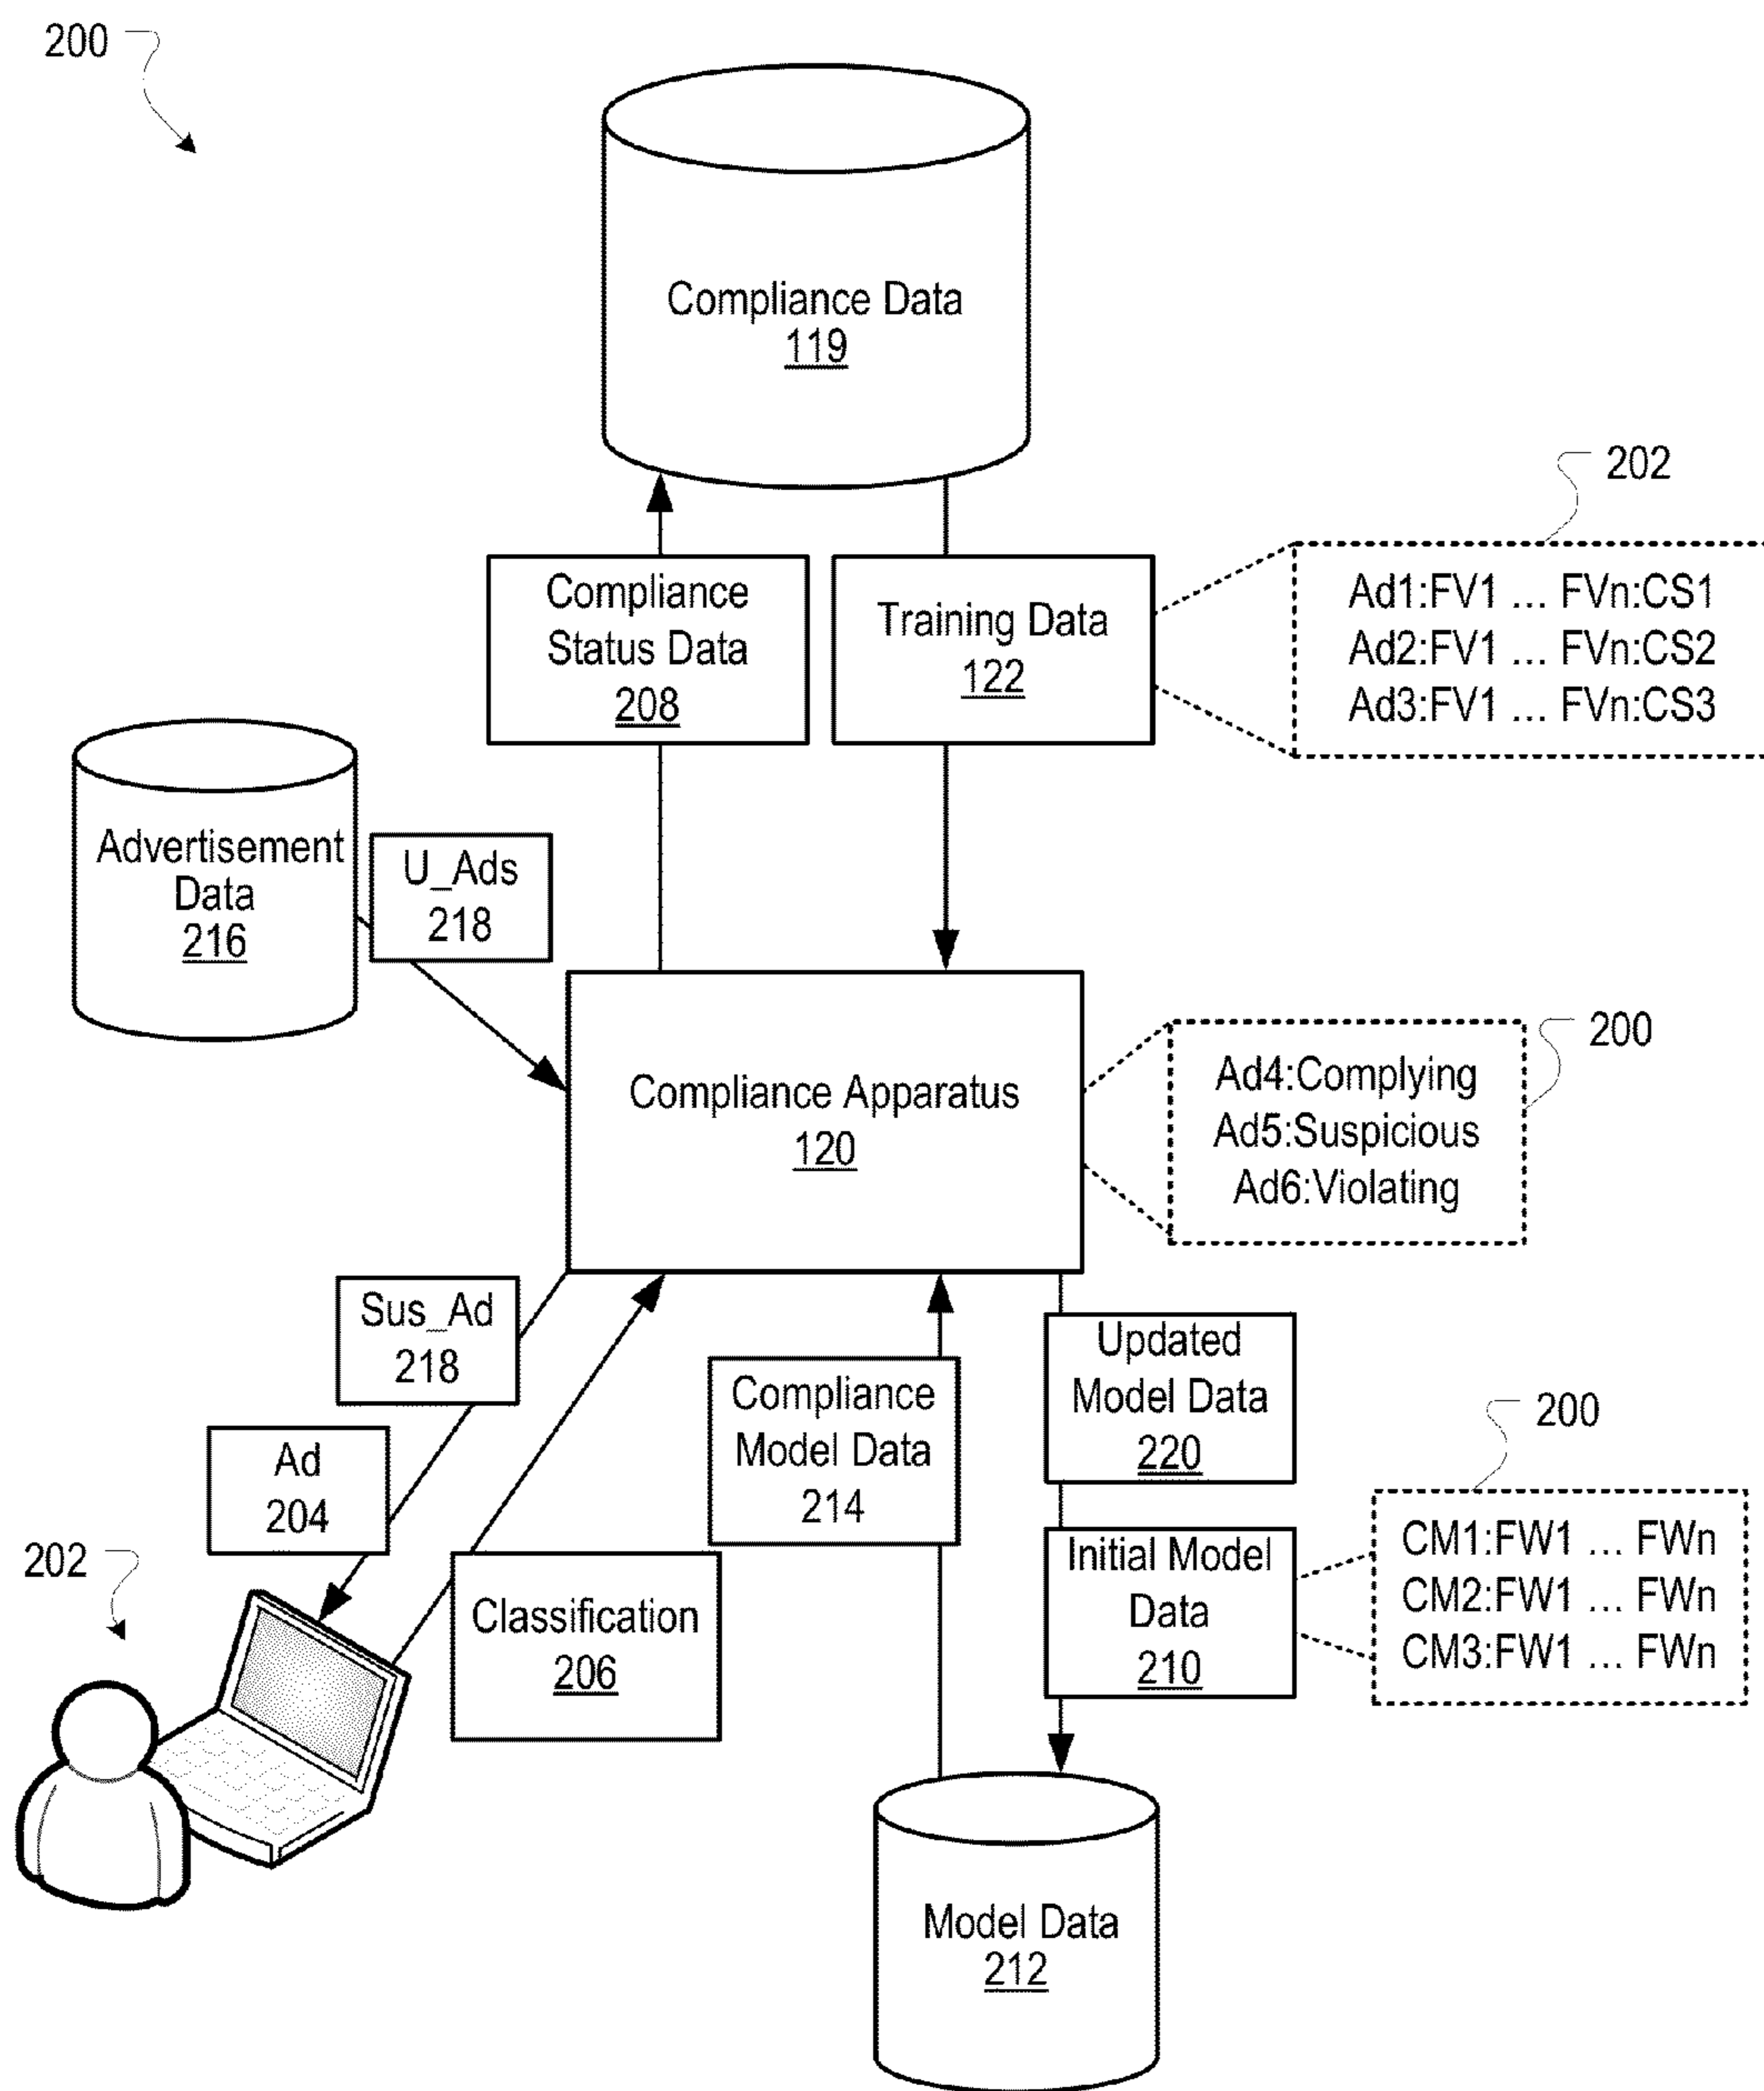 200
Compliance Data
119
202
Compliance
Status Data
208
Training Data
122
Ad1:FV1 ... FVn:CS1
Ad2:FV1 ... FVn:CS2
Ad3:FV1 ... FVn:CS3
Advertisement
Data
216
U_Ads
218
Compliance Apparatus
120
200
Ad4:Complying
Ad5:Suspicious
Ad6:Violating
Sus_Ad
218
Ad
204
202
Classification
206
Compliance
Model Data
214
Updated
Model Data
220
Initial Model
Data
210
200
CM1:FW1 ... FWn
CM2:FW1 ... FWn
CM3:FW1 ... FWn
Model Data
212